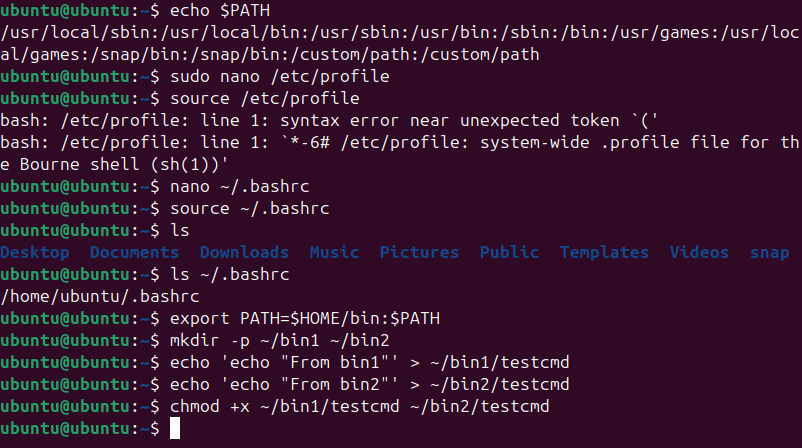 ubuntu@ubuntu:~$ echo $PATH
/usr/local/sbin:/usr/local/bin:/usr/sbin:/usr/bin:/sbin:/bin:/usr/games:/usr/loc
al/games:/snap/bin:/snap/bin:/custom/path:/custom/path
ubuntu@ubuntu:~$ sudo nano /etc/profile
ubuntu@ubuntu:~$ source /etc/profile
bash: /etc/profile: line 1: syntax error near unexpected token `('
bash: /etc/profile: line 1: `*-6# /etc/profile: system-wide .profile file for th
e Bourne shell (sh(1))'
ubuntu@ubuntu:~$ nano ~/.bashrc
ubuntu@ubuntu:~$ source ~/.bashrc
ubuntu@ubuntu:~$ ls
Desktop  Documents  Downloads  Music  Pictures  Public  Templates  Videos  snap
ubuntu@ubuntu:~$ ls ~/.bashrc
/home/ubuntu/.bashrc
ubuntu@ubuntu:~$ export PATH=$HOME/bin:$PATH
ubuntu@ubuntu:~$ mkdir -p ~/bin1 ~/bin2
ubuntu@ubuntu:~$ echo 'echo "From bin1"' > ~/bin1/testcmd
ubuntu@ubuntu:~$ echo 'echo "From bin2"' > ~/bin2/testcmd
ubuntu@ubuntu:~$ chmod +x ~/bin1/testcmd ~/bin2/testcmd
ubuntu@ubuntu:~$